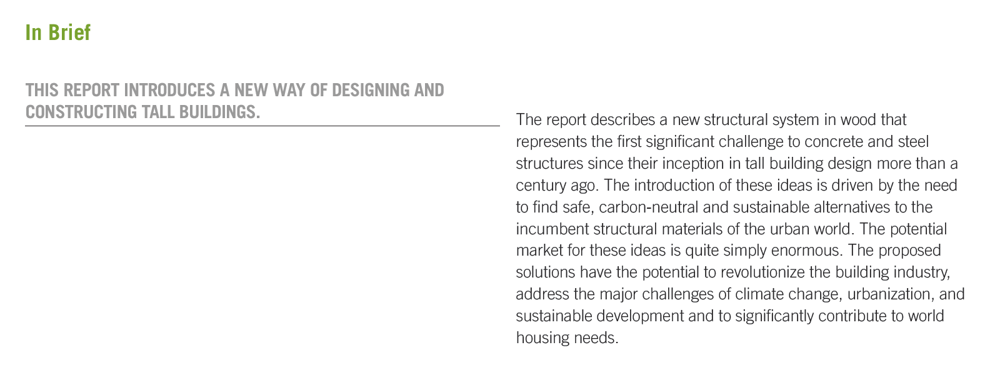 In Brief
THIS REPORT INTRODUCES A NEW WAY OF DESIGNING AND
CONSTRUCTING TALL BUILDINGS.
The report describes a new structural system in wood that
represents the first significant challenge to concrete and steel
structures since their inception in tall building design more than a
century ago. The introduction of these ideas is driven by the need
to find safe, carbon-neutral and sustainable alternatives to the
incumbent structural materials of the urban world. The potential
market for these ideas is quite simply enormous. The proposed
solutions have the potential to revolutionize the building industry,
address the major challenges of climate change, urbanization, and
sustainable development and to significantly contribute to world
housing needs.